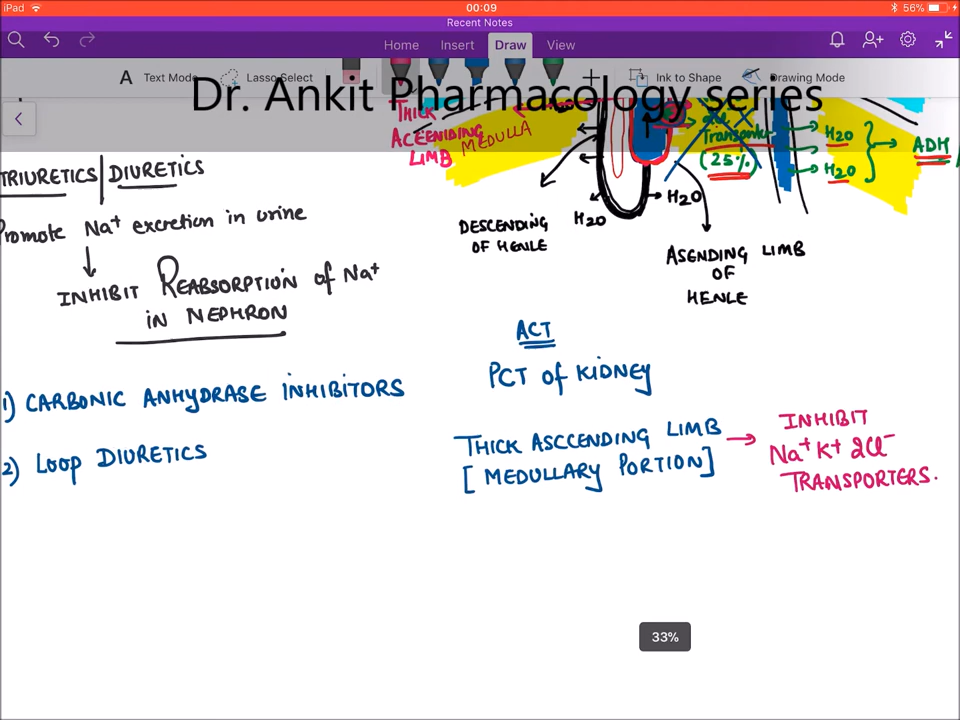 iPad
00:09
56%
Recent Notes
Home Insert Draw View
Text Mode Lasso Select Ink to Shape Drawing Mode
Dr. Ankit Pharmacology series
THICK
ACCENIDING
LIMB
MEDULLA
Transporter
(25%)
H2O
H2O
ADH
TRIURETICS | DIURETICS
Promote Na+ excretion in urine
INHIBIT REABSORPTION of Na+
iN NEPHRON
DESCENDING
OF HENLE
H2O
H2O
ASENDING LIMB
OF
HENLE
ACT
1) CARBONIC ANHYDRASE INHIBITORS
PCT of KIDNEY
2) LOOP DIURETICS
THICK ASCCENDING LIMB
[MEDULLARY PORTION]
INHIBIT
Na+ K+ 2Cl-
TRANSPORTERS.
33%